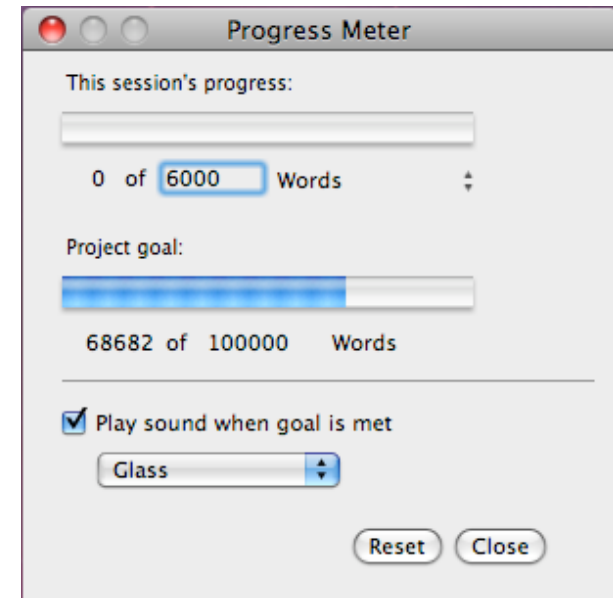 Progress Meter
This session's progress:
0 of 6000 Words
Project goal:
68682 of 100000 Words
Play sound when goal is met
Glass
Reset Close